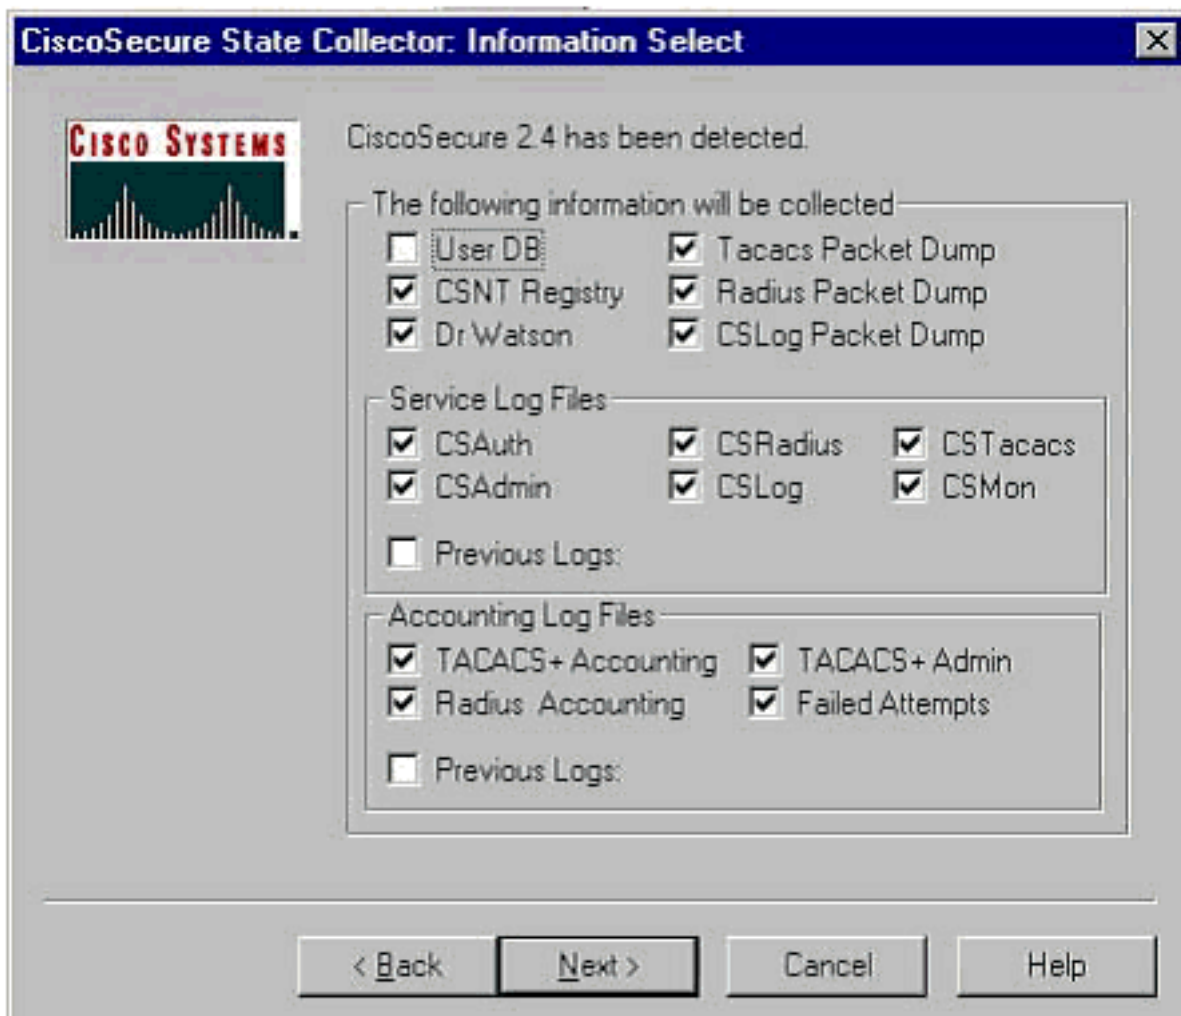 CiscoSecure State Collector: Information Select
CISCO SYSTEMS
CiscoSecure 2.4 has been detected.
The following information will be collected
User DB Tacacs Packet Dump
CSNT Registry Radius Packet Dump
Dr Watson CSLog Packet Dump
Service Log Files
CSAuth CSRadius CSTacacs
CSAdmin CSLog CSMon
Previous Logs:
Accounting Log Files
TACACS+ Accounting TACACS+ Admin
Radius Accounting Failed Attempts
Previous Logs:
< Back Next > Cancel Help